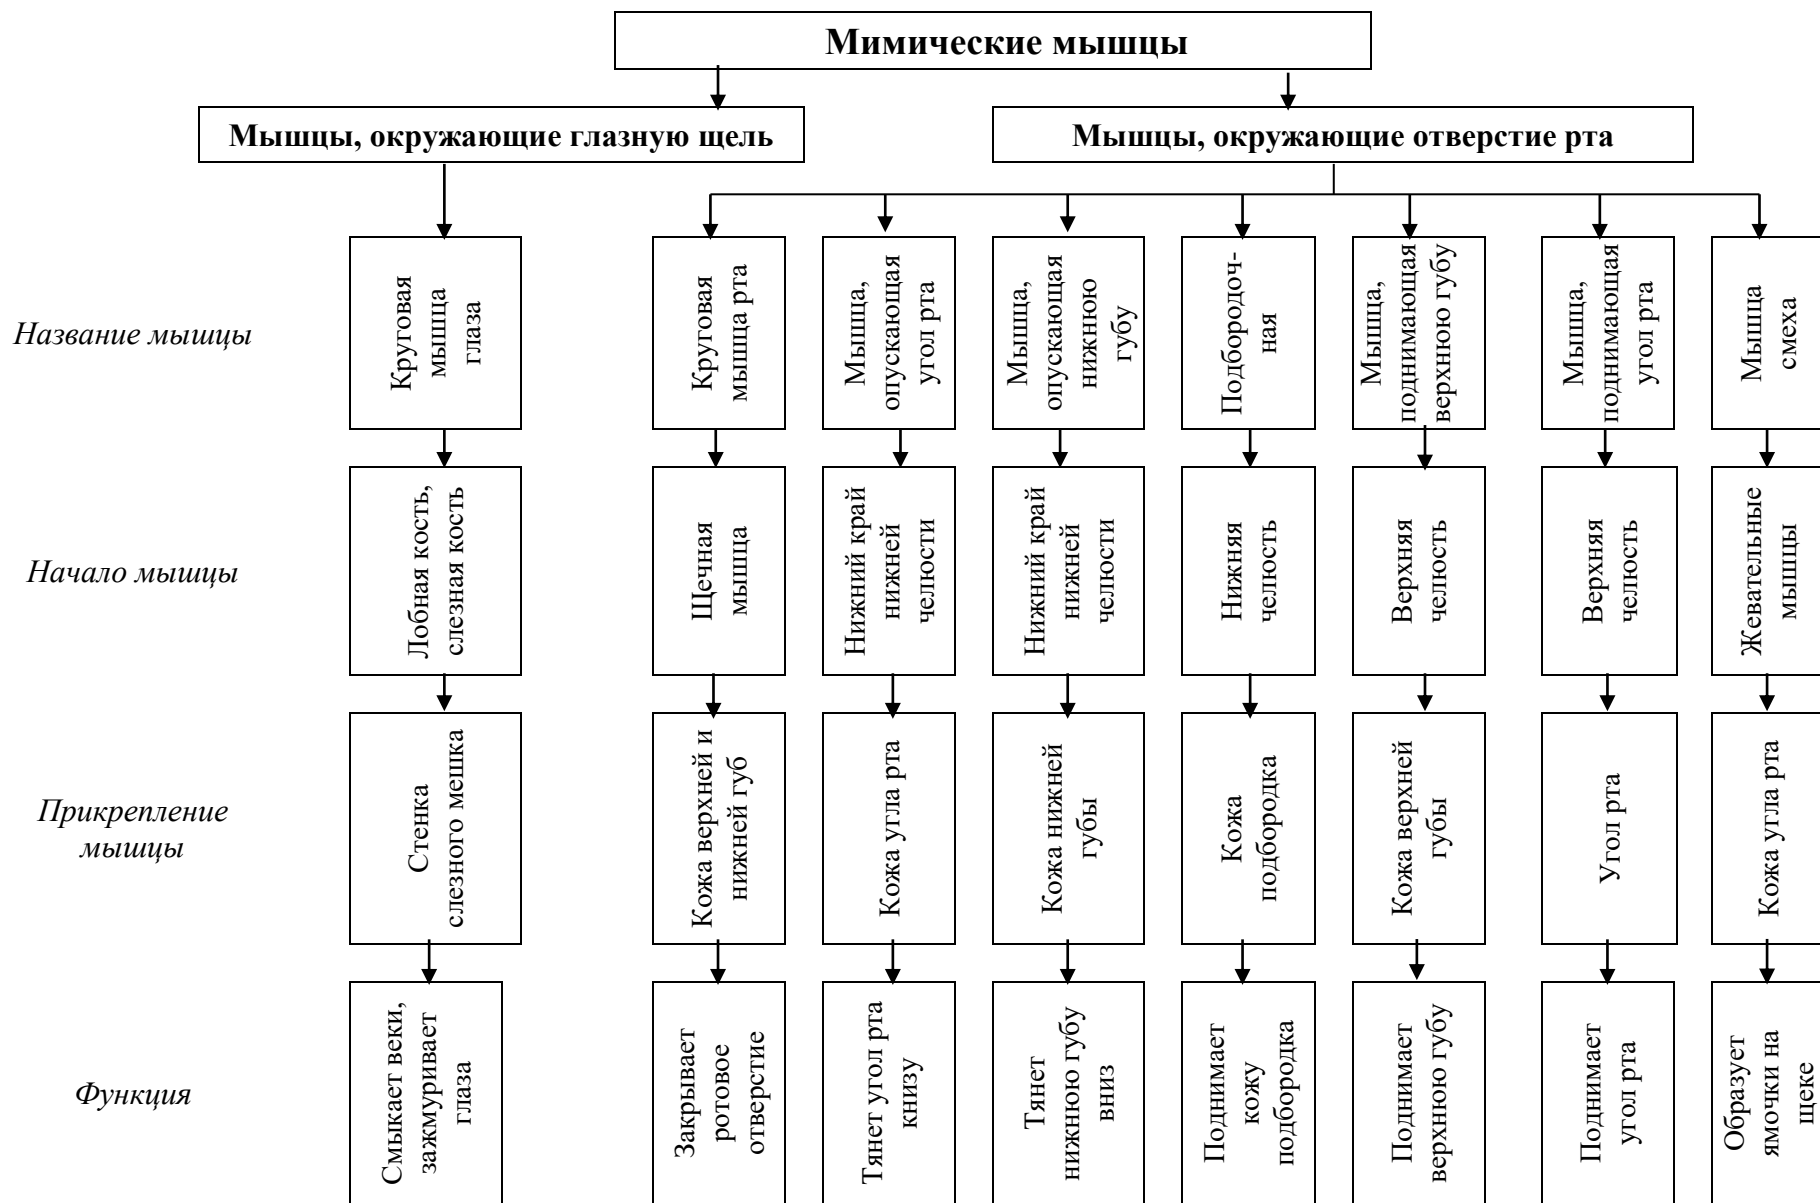 Мимические мышцы
Мышцы, окружающие глазную щель
Мышцы, окружающие отверстие рта
Название мышцы
Круговая
мышца
глаза
Круговая
мышца рта
Мышца,
опускающая
угол рта
Мышца,
опускающая
нижнюю
губу
Подбородоч-
ная
Мышца,
поднимающая
верхнюю губу
Мышца,
поднимающая
угол рта
Мышца
смеха
Начало мышцы
Лобная кость,
слезная кость
Щечная
мышца
Нижний край
нижней
челюсти
Нижний край
нижней
челюсти
Нижняя
челюсть
Верхняя
челюсть
Верхняя
челюсть
Жевательные
мышцы
Прикрепление
мышцы
Стенка
слезного мешка
Кожа верхней и
нижней губ
Кожа угла рта
Кожа нижней
губы
Кожа
подбородка
Кожа верхней
губы
Угол рта
Кожа угла рта
Функция
Смыкает веки,
зажмуривает
глаза
Закрывает
ротовое
отверстие
Тянет угол рта
книзу
Тянет
нижнюю губу
вниз
Поднимает
кожу
подбородка
Поднимает
верхнюю губу
Поднимает
угол рта
Образует
ямочки на
щеке